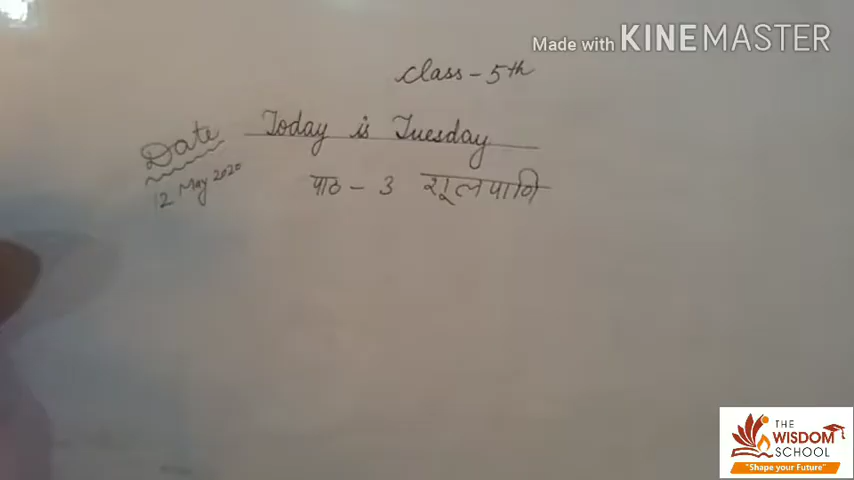 Made with KINEMASTER
Class - 5th
Today is Tuesday
Date
12 May 2020
पाठ - 3 शूलपाणि
THE
WISDOM
SCHOOL
"Shape your Future"